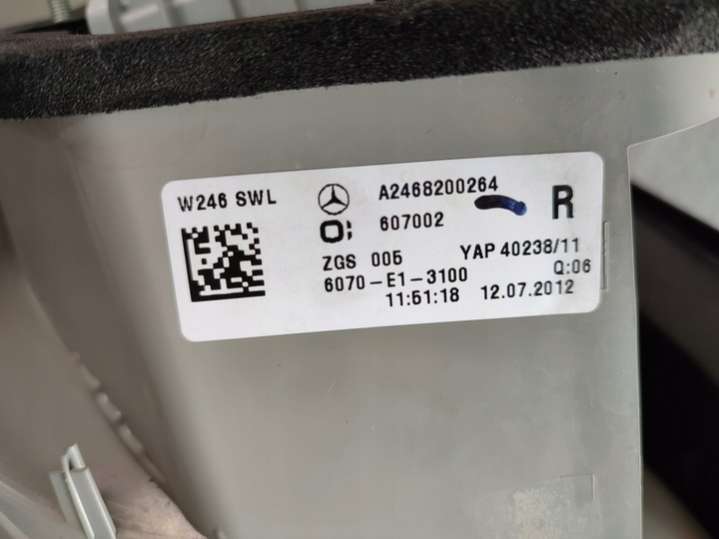 W246 SWL
A2468200264
607002
R
ZGS 005 YAP 40238/11
6070-E1-3100 Q:06
11:51:18 12.07.2012